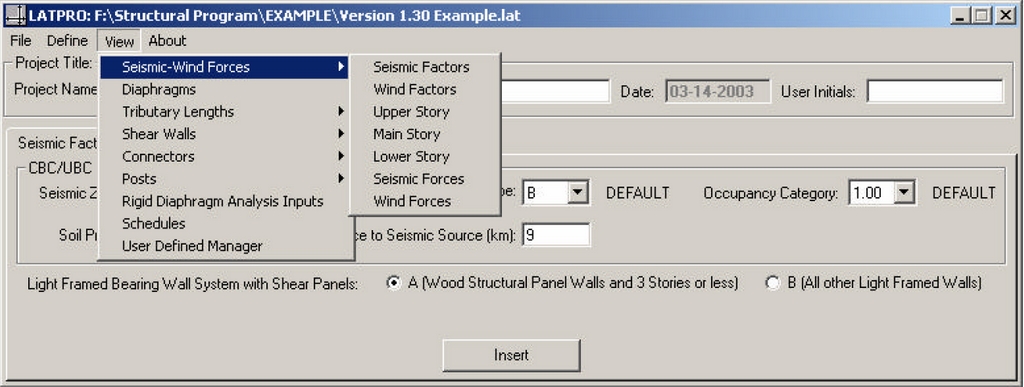 LATPRO: F:\Structural Program\EXAMPLE\Version 1.30 Example.lat
File Define View About
Project Title:
Project Name
Date: 03-14-2003 User Initials:
Seismic-Wind Forces
Diaphragms
Tributary Lengths
Shear Walls
Connectors
Posts
Rigid Diaphragm Analysis Inputs
Schedules
User Defined Manager
Seismic Factors
Wind Factors
Upper Story
Main Story
Lower Story
Seismic Forces
Wind Forces
Seismic Fact
CBC/UBC
Seismic Z
pe: B DEFAULT Occupancy Category: 1.00 DEFAULT
Soil Pr
ce to Seismic Source (km): 9
Light Framed Bearing Wall System with Shear Panels: A (Wood Structural Panel Walls and 3 Stories or less) B (All other Light Framed Walls)
Insert